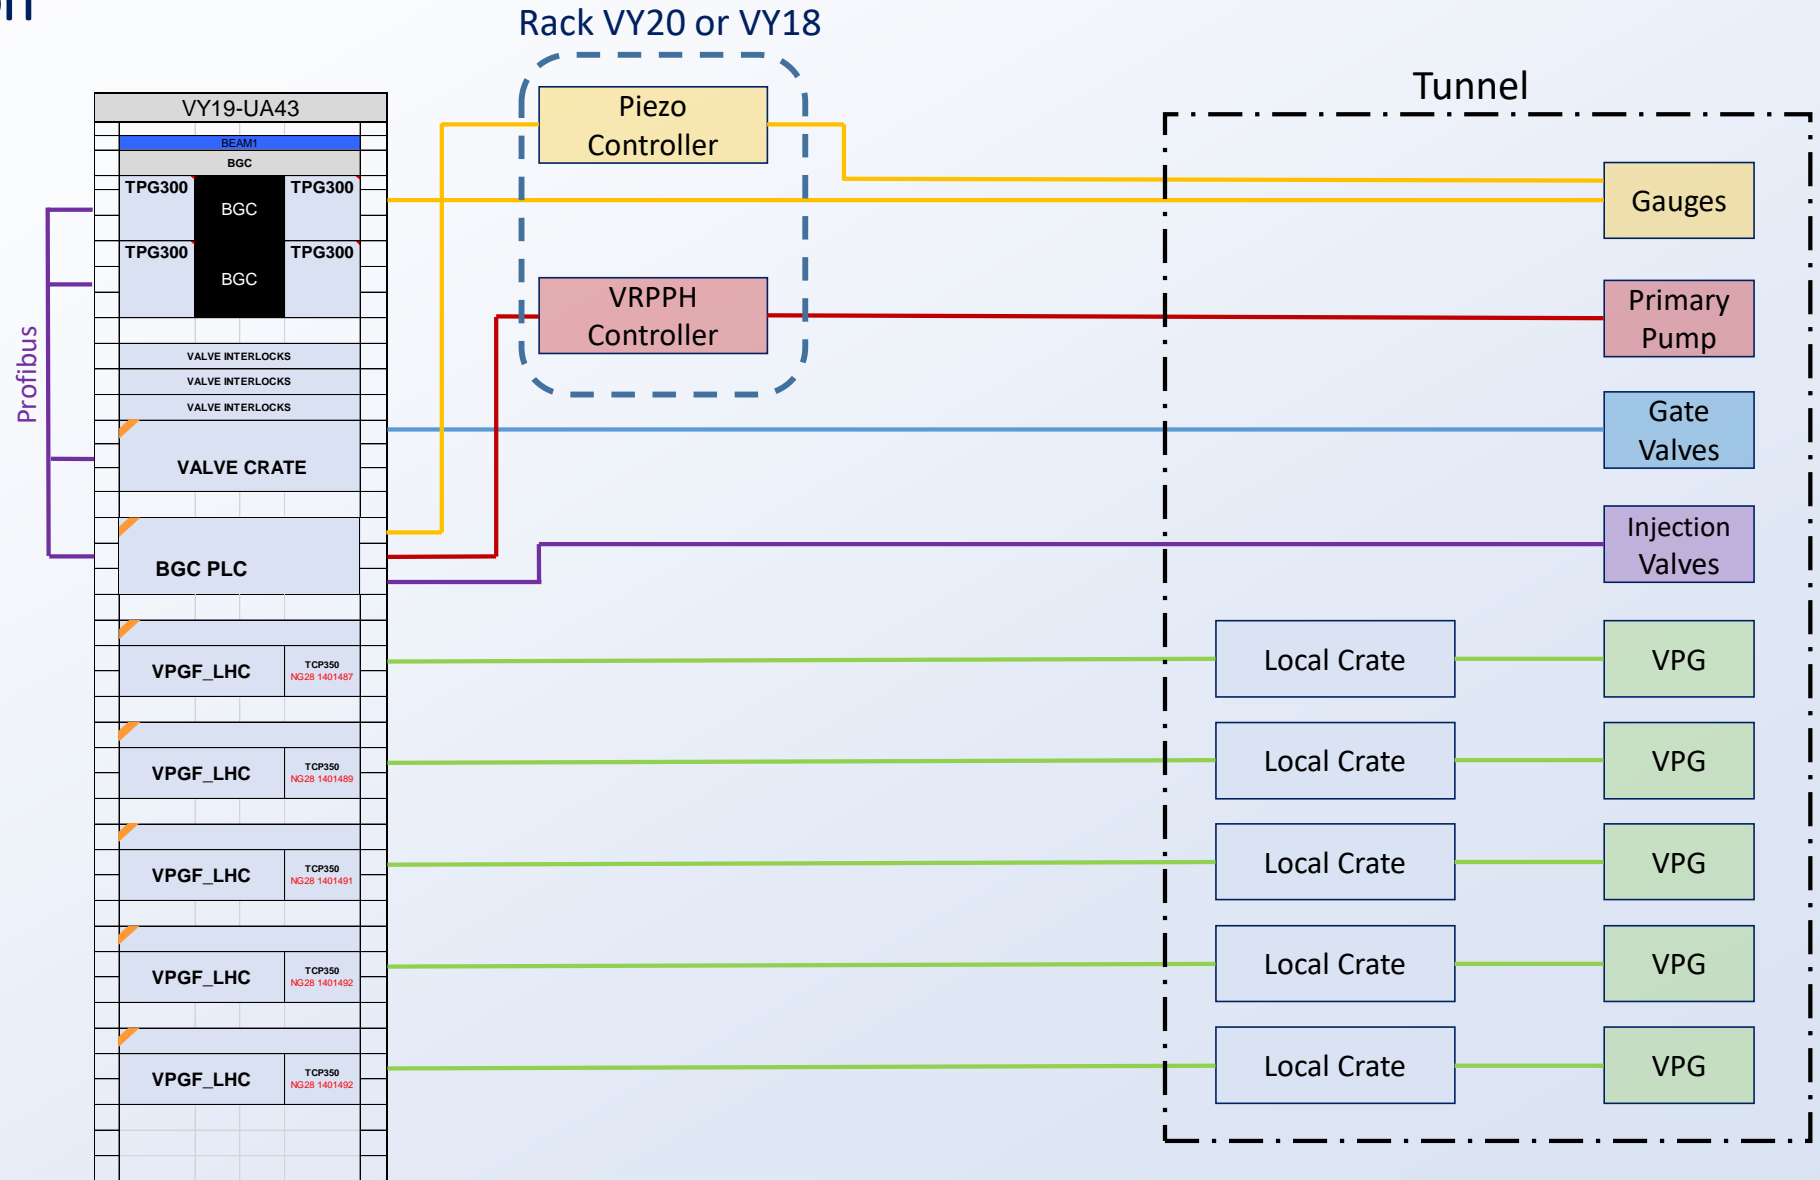 Rack VY20 or VY18
Tunnel
VY19-UA43
BEAM1
BGC
TPG300
BGC
TPG300
TPG300
BGC
TPG300
VALVE INTERLOCKS
VALVE INTERLOCKS
VALVE INTERLOCKS
VALVE CRATE
BGC PLC
VPGF_LHC
TCP350
NG28 1401487
VPGF_LHC
TCP350
NG28 1401489
VPGF_LHC
TCP350
NG28 1401491
VPGF_LHC
TCP350
NG28 1401492
VPGF_LHC
TCP350
NG28 1401492
Profibus
Piezo
Controller
VRPPH
Controller
Gauges
Primary
Pump
Gate
Valves
Injection
Valves
Local Crate
VPG
Local Crate
VPG
Local Crate
VPG
Local Crate
VPG
Local Crate
VPG